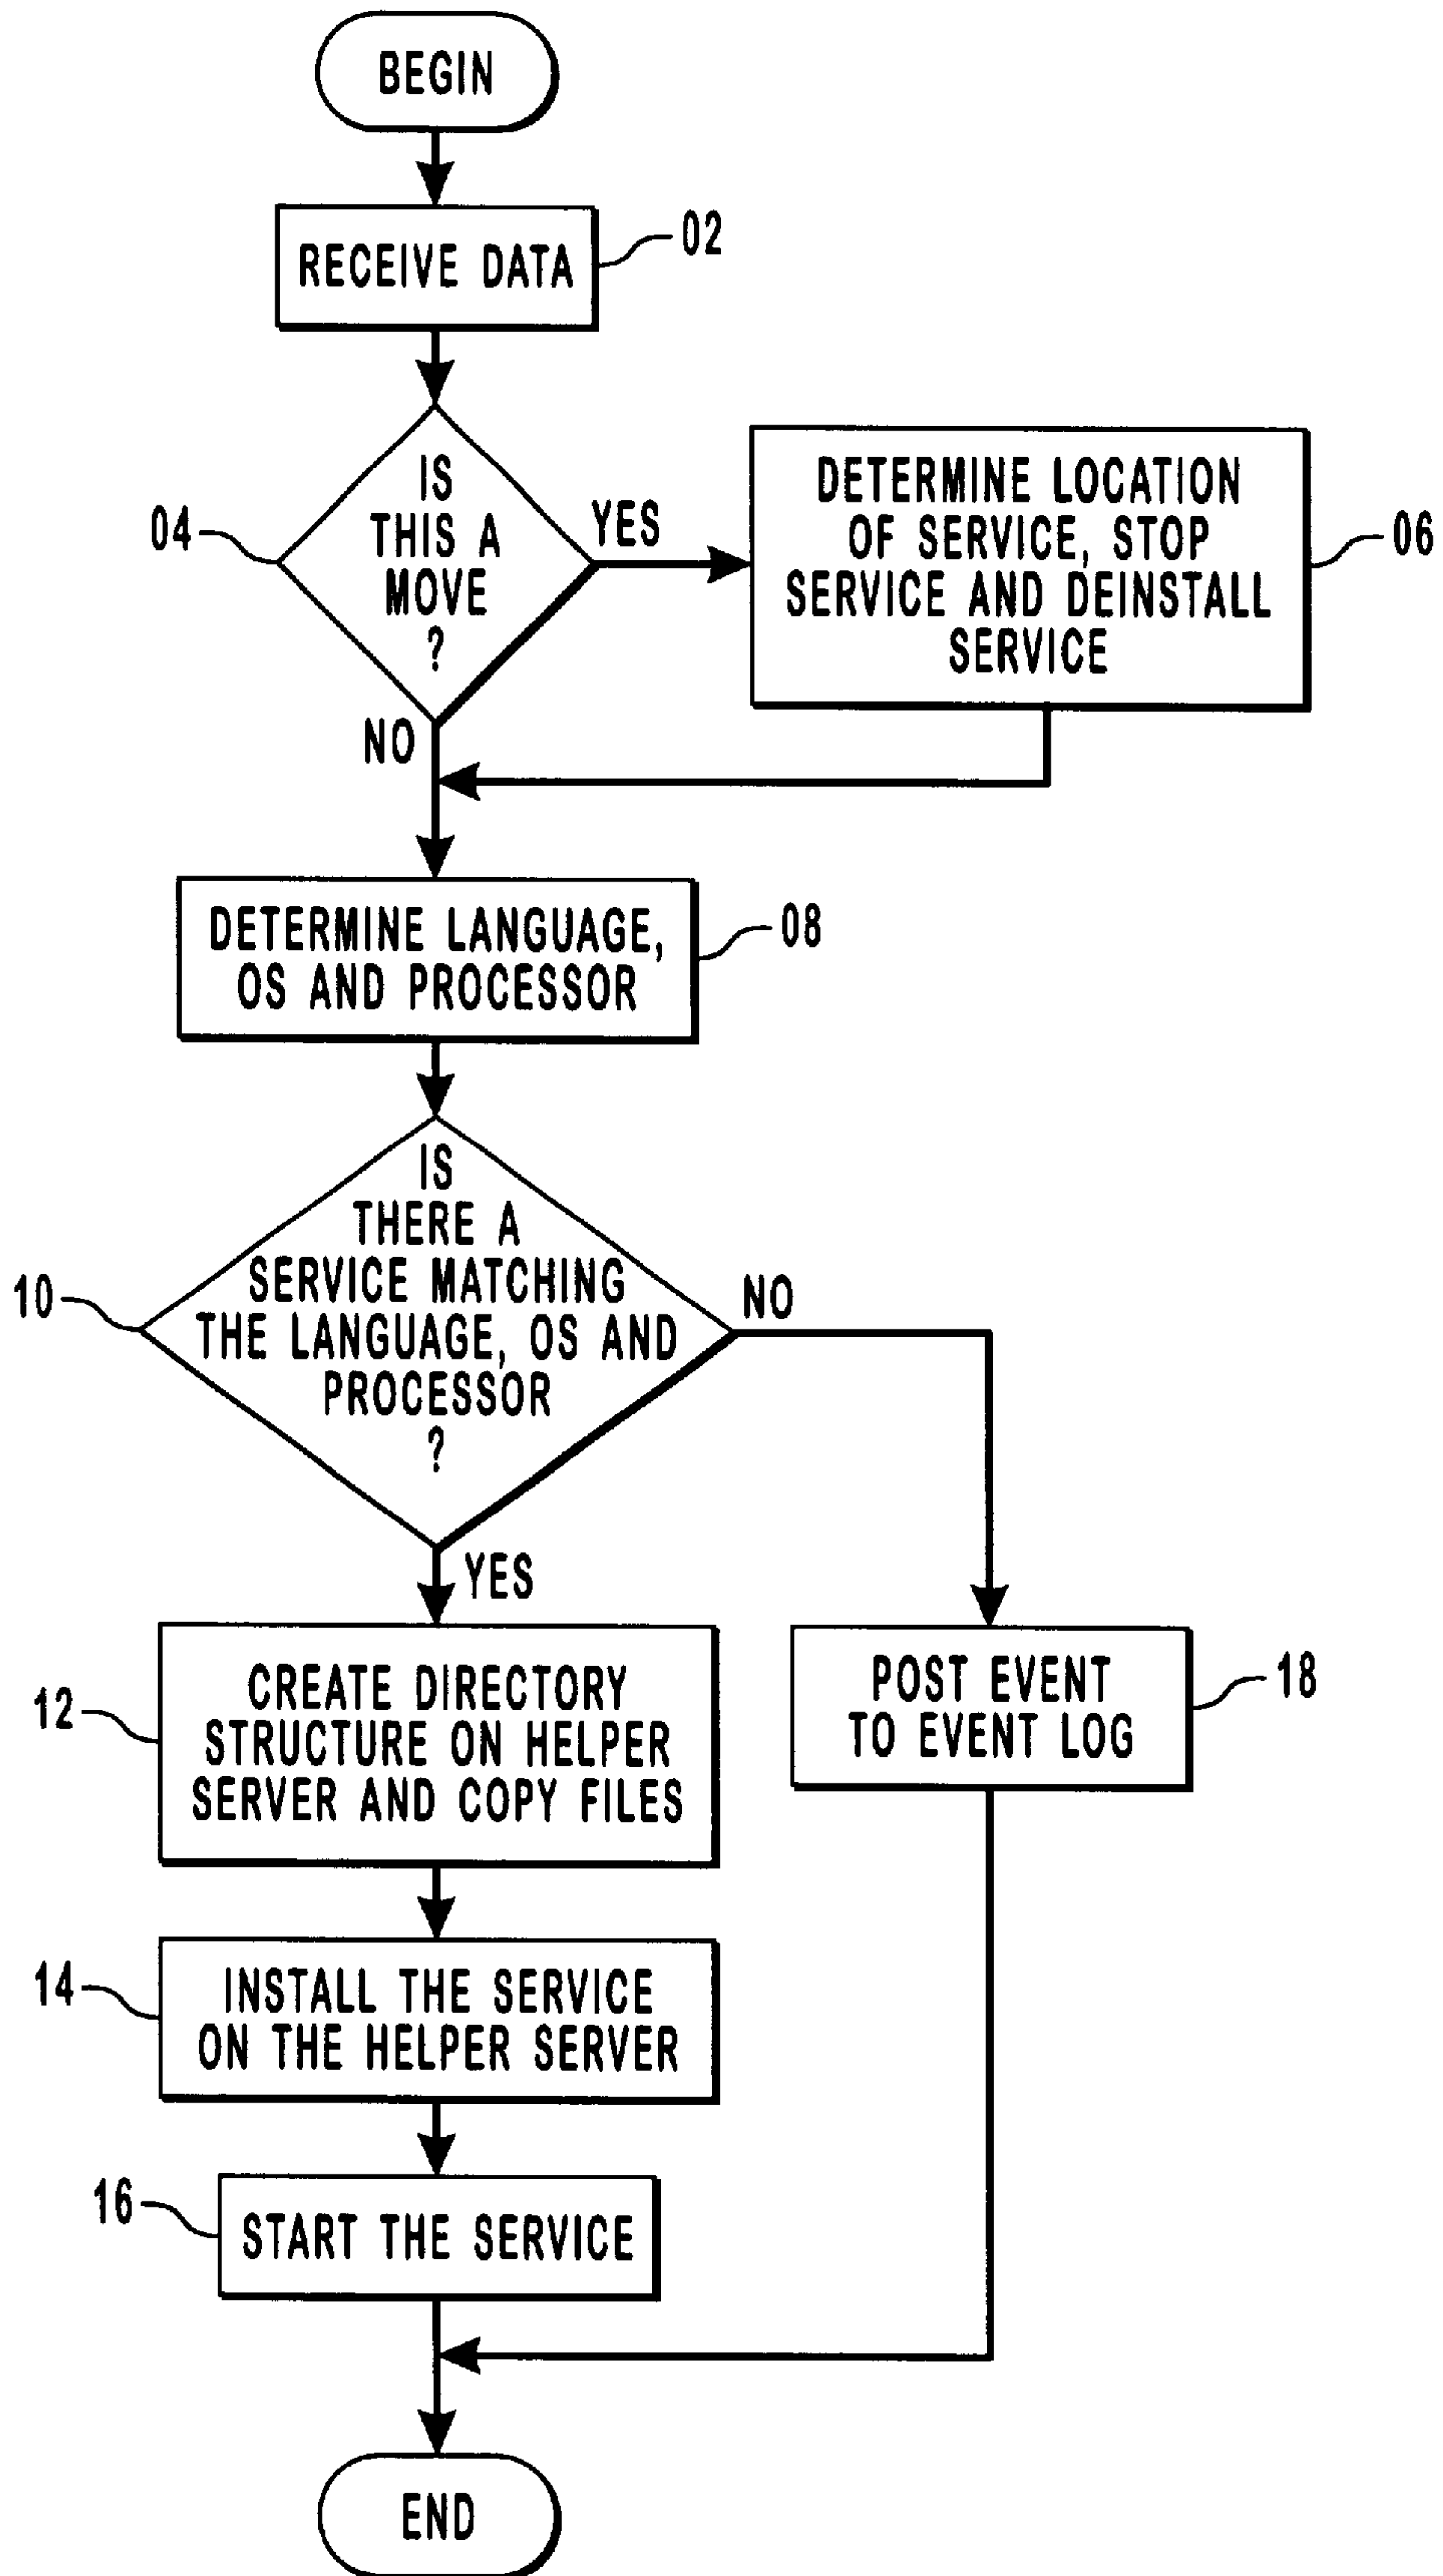 BEGIN
RECEIVE DATA
02
IS
THIS A
MOVE
?
04
YES
DETERMINE LOCATION
OF SERVICE, STOP
SERVICE AND DEINSTALL
SERVICE
06
NO
DETERMINE LANGUAGE,
OS AND PROCESSOR
08
IS
THERE A
SERVICE MATCHING
THE LANGUAGE, OS AND
PROCESSOR
?
10
NO
YES
CREATE DIRECTORY
STRUCTURE ON HELPER
SERVER AND COPY FILES
12
POST EVENT
TO EVENT LOG
18
INSTALL THE SERVICE
ON THE HELPER SERVER
14
START THE SERVICE
16
END